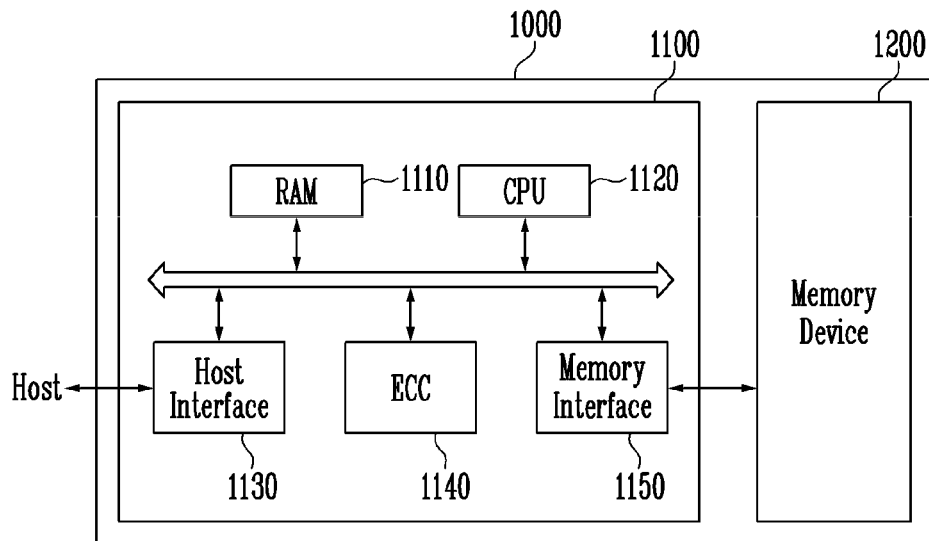 1000
1100
1200
RAM
1110
CPU
1120
Memory
Device
Host
Host
Interface
ECC
Memory
Interface
1130
1140
1150